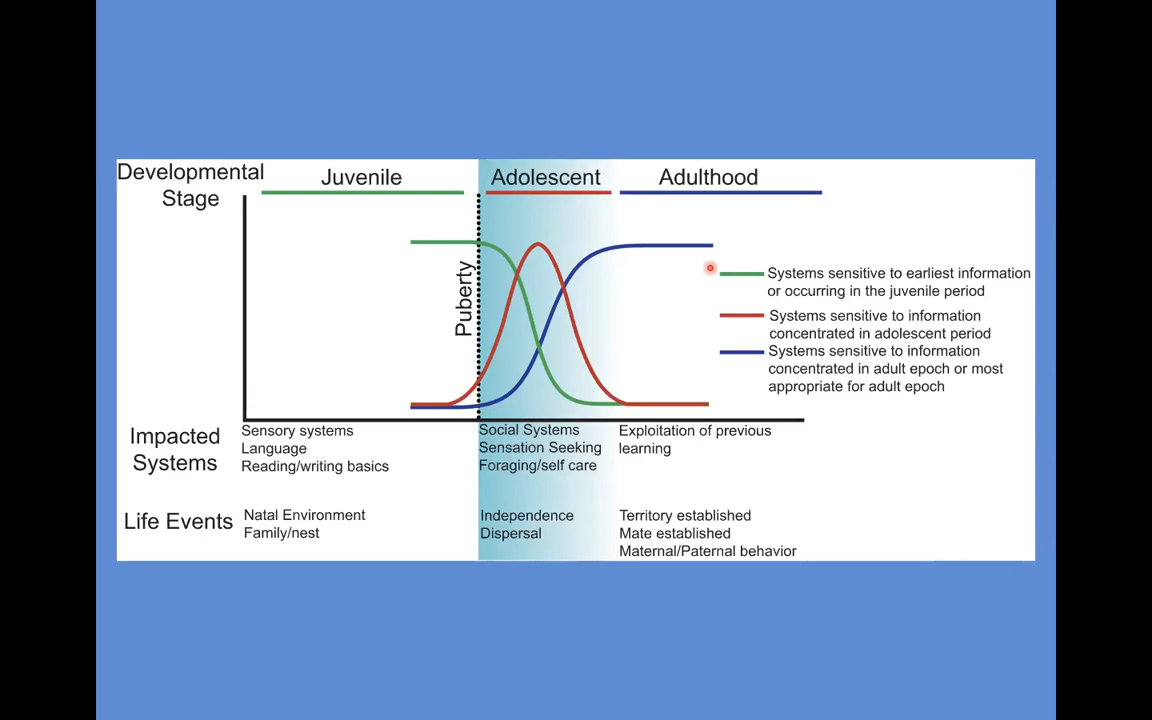 Developmental
Stage
Juvenile
Adolescent
Adulthood
Puberty
Systems sensitive to earliest information
or occurring in the juvenile period
Systems sensitive to information
concentrated in adolescent period
Systems sensitive to information
concentrated in adult epoch or most
appropriate for adult epoch
Impacted
Systems
Sensory systems
Language
Reading/writing basics
Social Systems
Sensation Seeking
Foraging/self care
Exploitation of previous
learning
Life Events
Natal Environment
Family/nest
Independence
Dispersal
Territory established
Mate established
Maternal/Paternal behavior